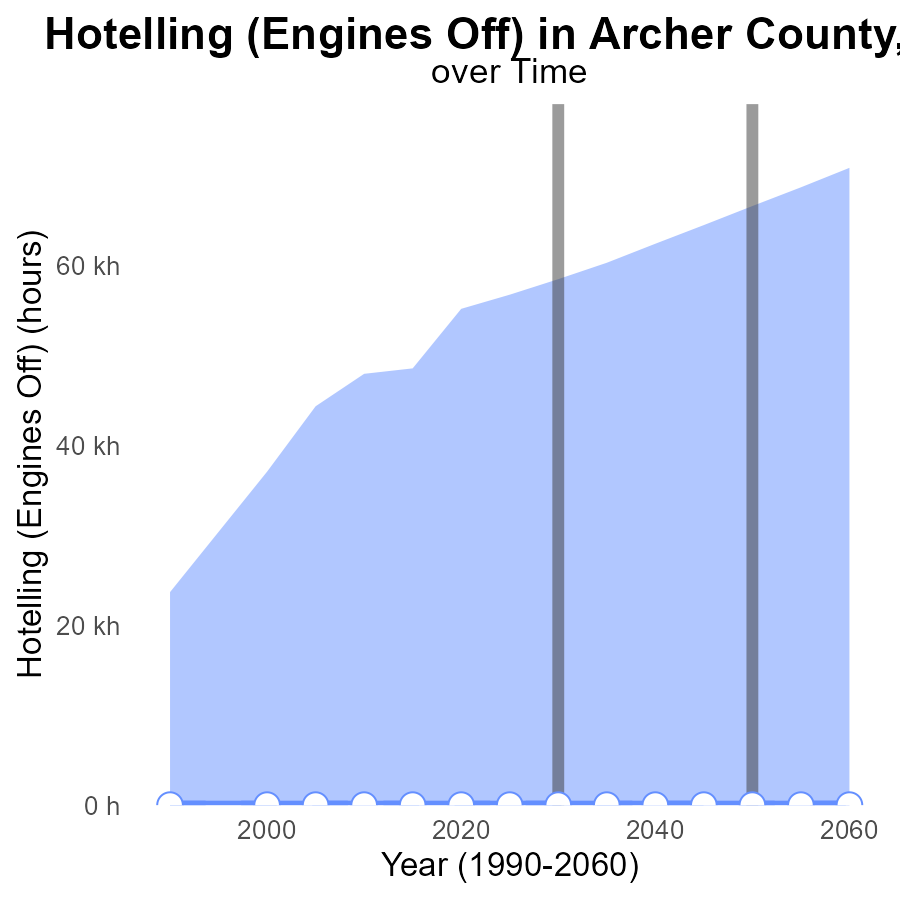 Hotelling (Engines Off) in Archer County,
over Time
Hotelling (Engines Off) (hours)
60 kh
40 kh
20 kh
0 h
2000
2020
2040
2060
Year (1990-2060)